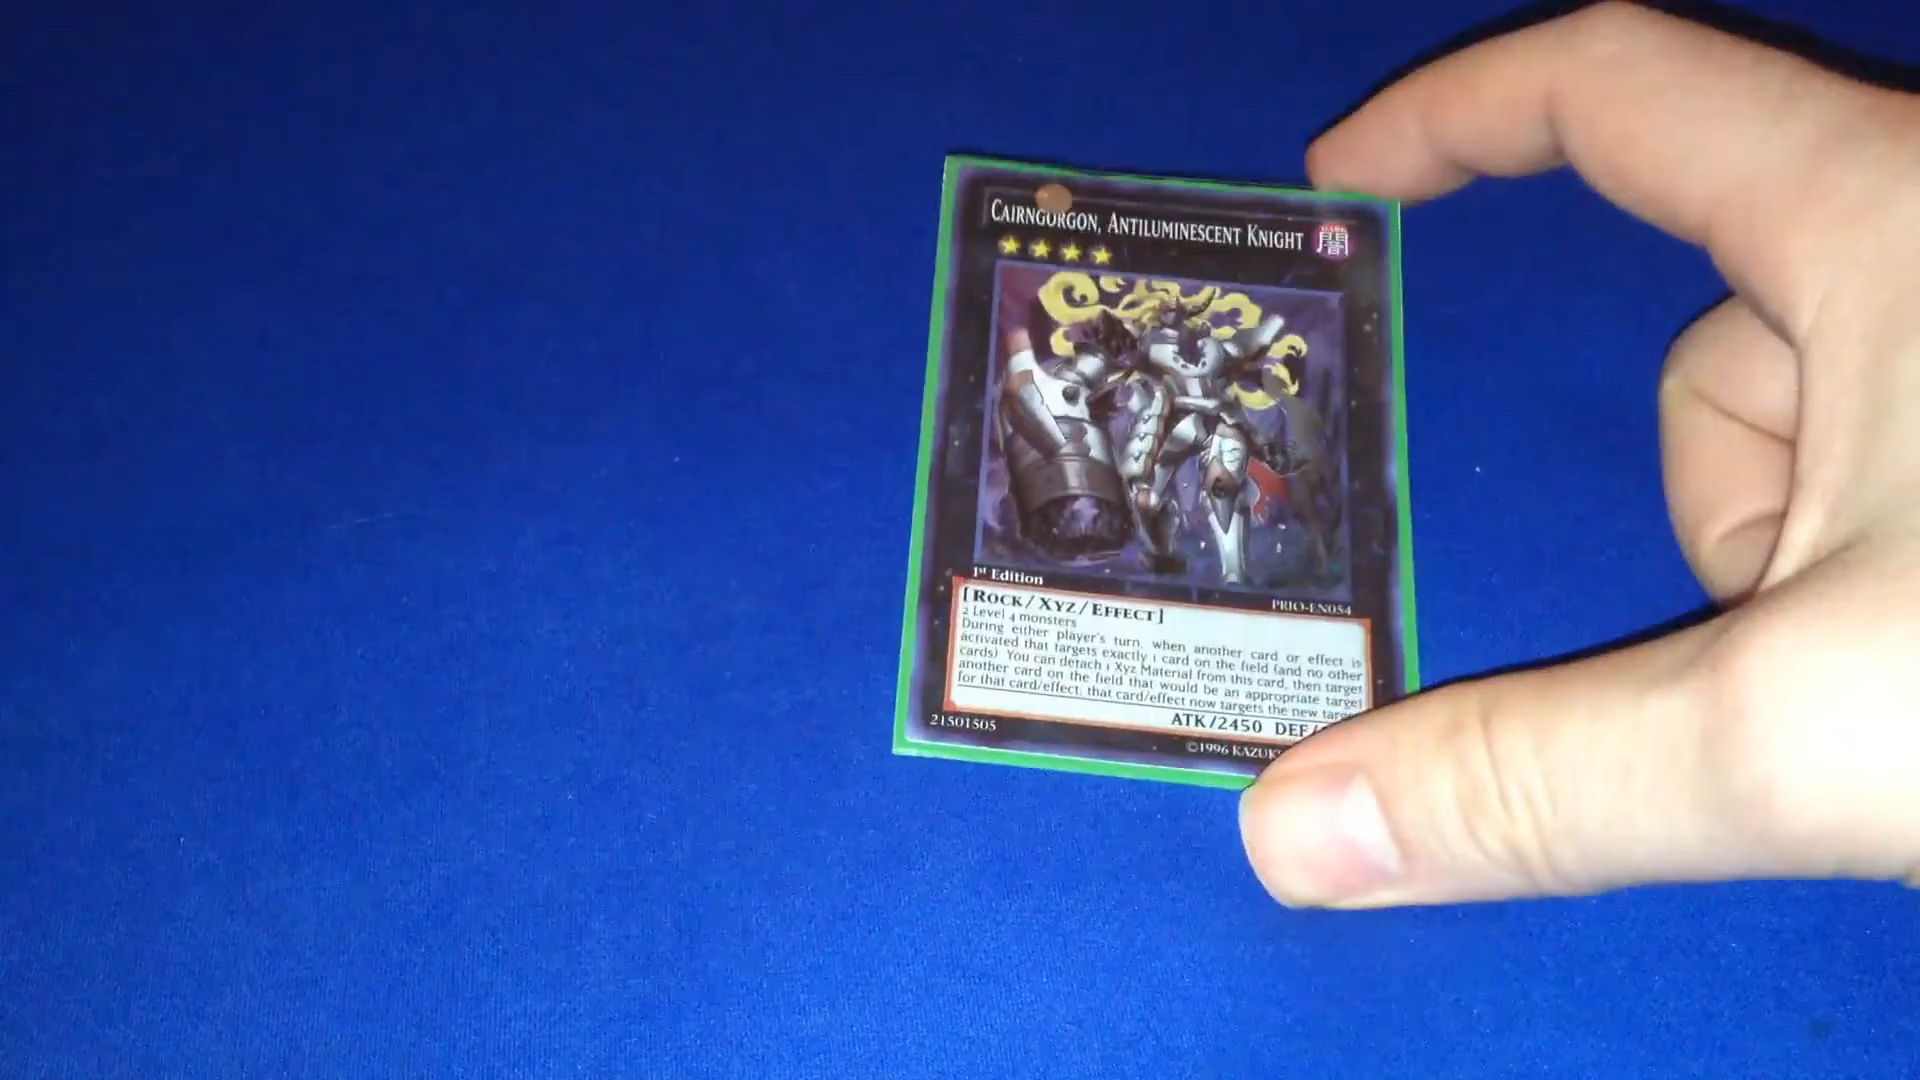 CAIRNGORGON, ANTILUMINESCENT KNIGHT
DARK
闇
1st Edition
PRIO-EN054
[ROCK/XYZ/EFFECT]
2 Level 4 monsters
During either player's turn, when another card or effect is
activated that targets exactly 1 card on the field (and no other
cards): You can detach 1 Xyz Material from this card, then target
another card on the field that would be an appropriate target
for that card/effect; that card/effect now targets the new
ATK/2450 DEF/
21501505
©1996